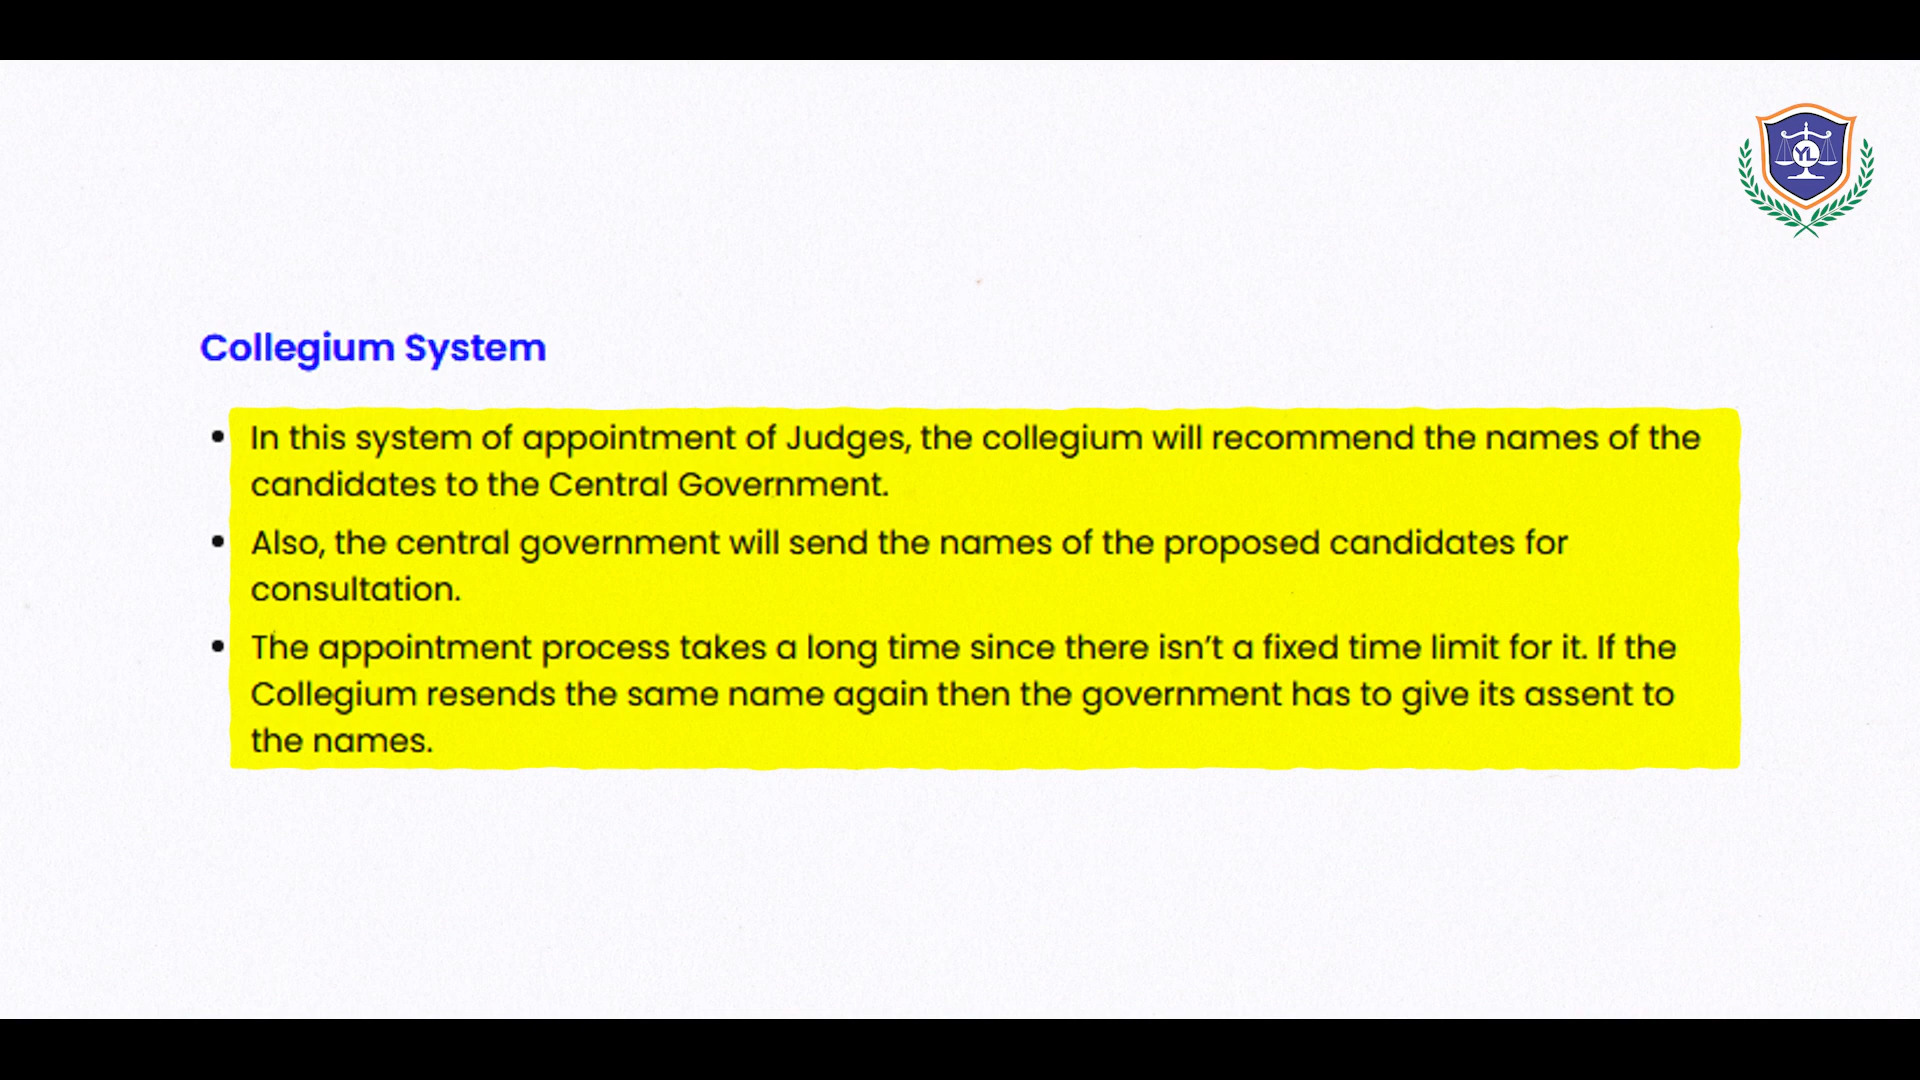 YL
Collegium System
• In this system of appointment of Judges, the collegium will recommend the names of the
candidates to the Central Government.
• Also, the central government will send the names of the proposed candidates for
consultation.
• The appointment process takes a long time since there isn’t a fixed time limit for it. If the
Collegium resends the same name again then the government has to give its assent to
the names.